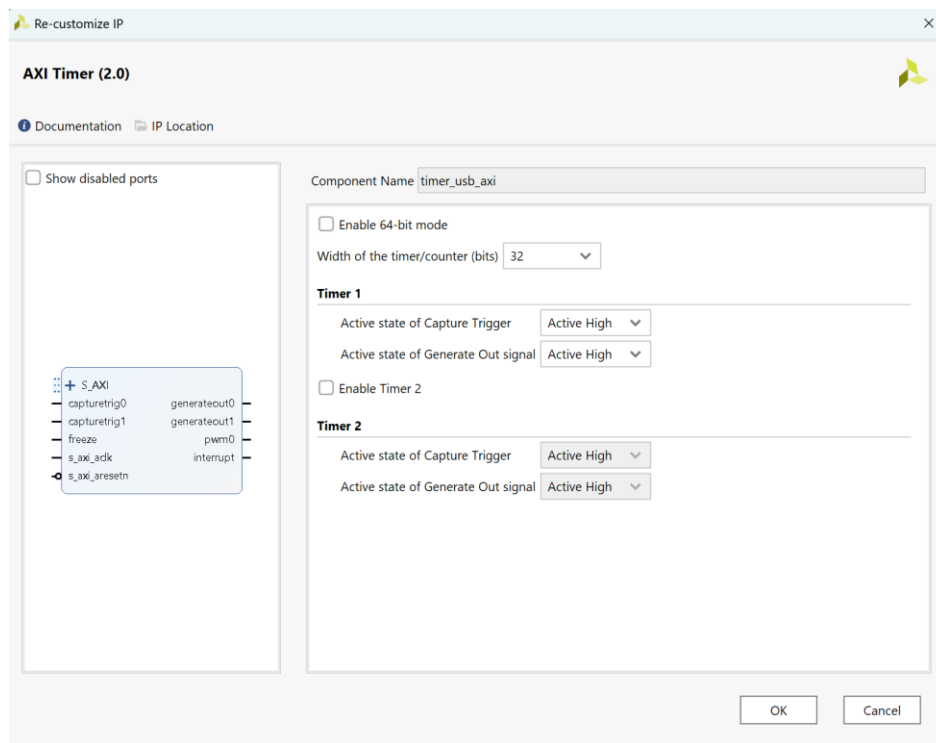 Re-customize IP
AXI Timer (2.0)
Documentation IP Location
Show disabled ports
S_AXI
capturetrig0 generateout0
capturetrig1 generateout1
freeze pwm0
s_axi_aclk interrupt
s_axi_aresetn
Component Name timer_usb_axi
Enable 64-bit mode
Width of the timer/counter (bits) 32
Timer 1
Active state of Capture Trigger Active High
Active state of Generate Out signal Active High
Enable Timer 2
Timer 2
Active state of Capture Trigger Active High
Active state of Generate Out signal Active High
OK Cancel